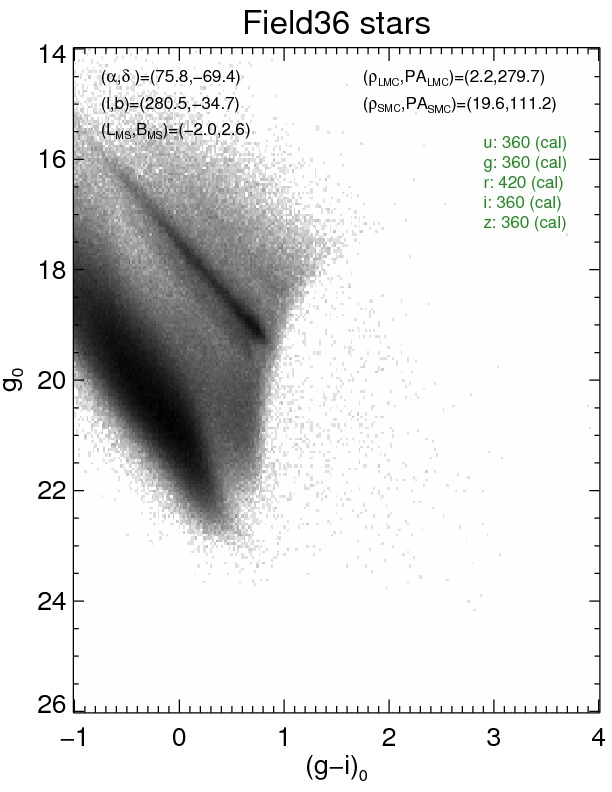 Field36 stars
(α,δ )=(75.8,−69.4)
(ρLMC,PALMC)=(2.2,279.7)
(l,b)=(280.5,−34.7)
(ρSMC,PASMC)=(19.6,111.2)
(LMS,BMS)=(−2.0,2.6)
u: 360 (cal)
g: 360 (cal)
r: 420 (cal)
i: 360 (cal)
z: 360 (cal)
14
16
18
20
22
24
26
g0
−1 0 1 2 3 4
(g−i)0